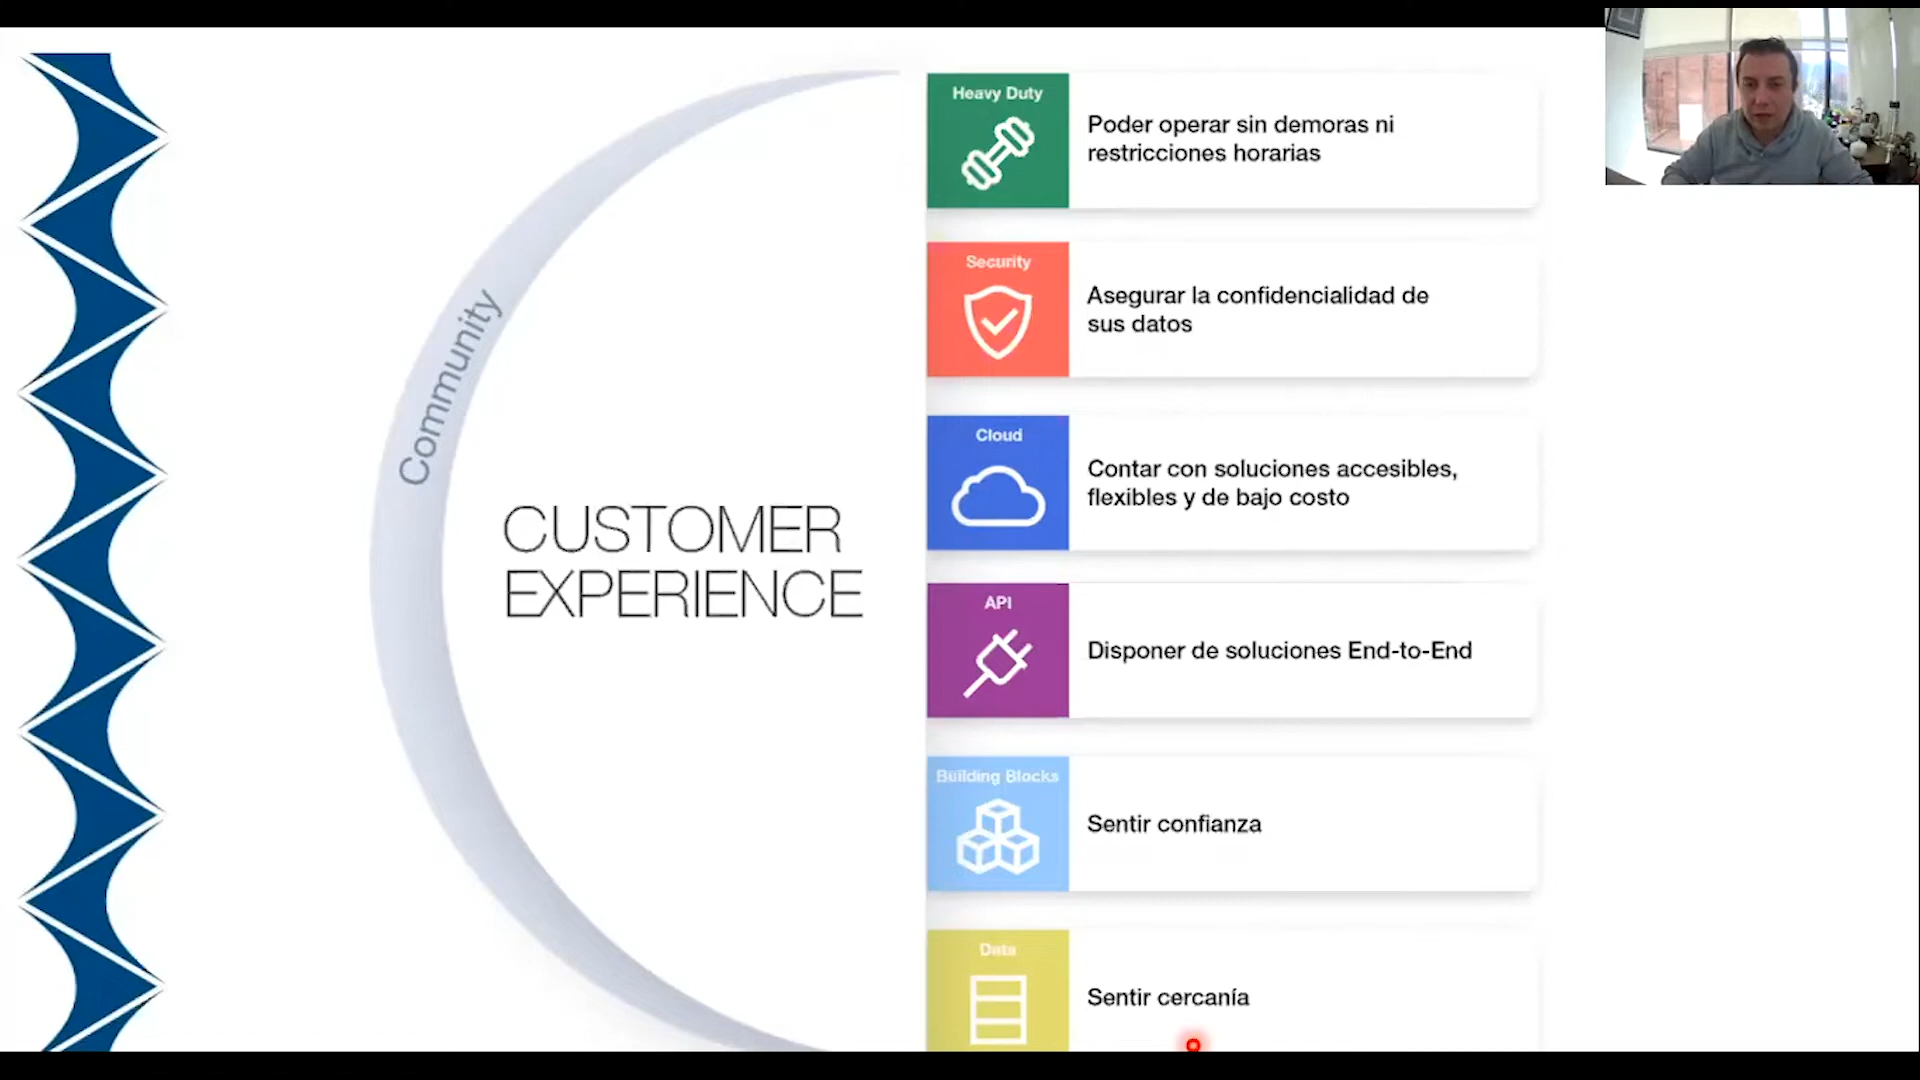 Community
CUSTOMER
EXPERIENCE
Heavy Duty
Poder operar sin demoras ni
restricciones horarias
Security
Asegurar la confidencialidad de
sus datos
Cloud
Contar con soluciones accesibles,
flexibles y de bajo costo
API
Disponer de soluciones End-to-End
Building Blocks
Sentir confianza
Data
Sentir cercanía